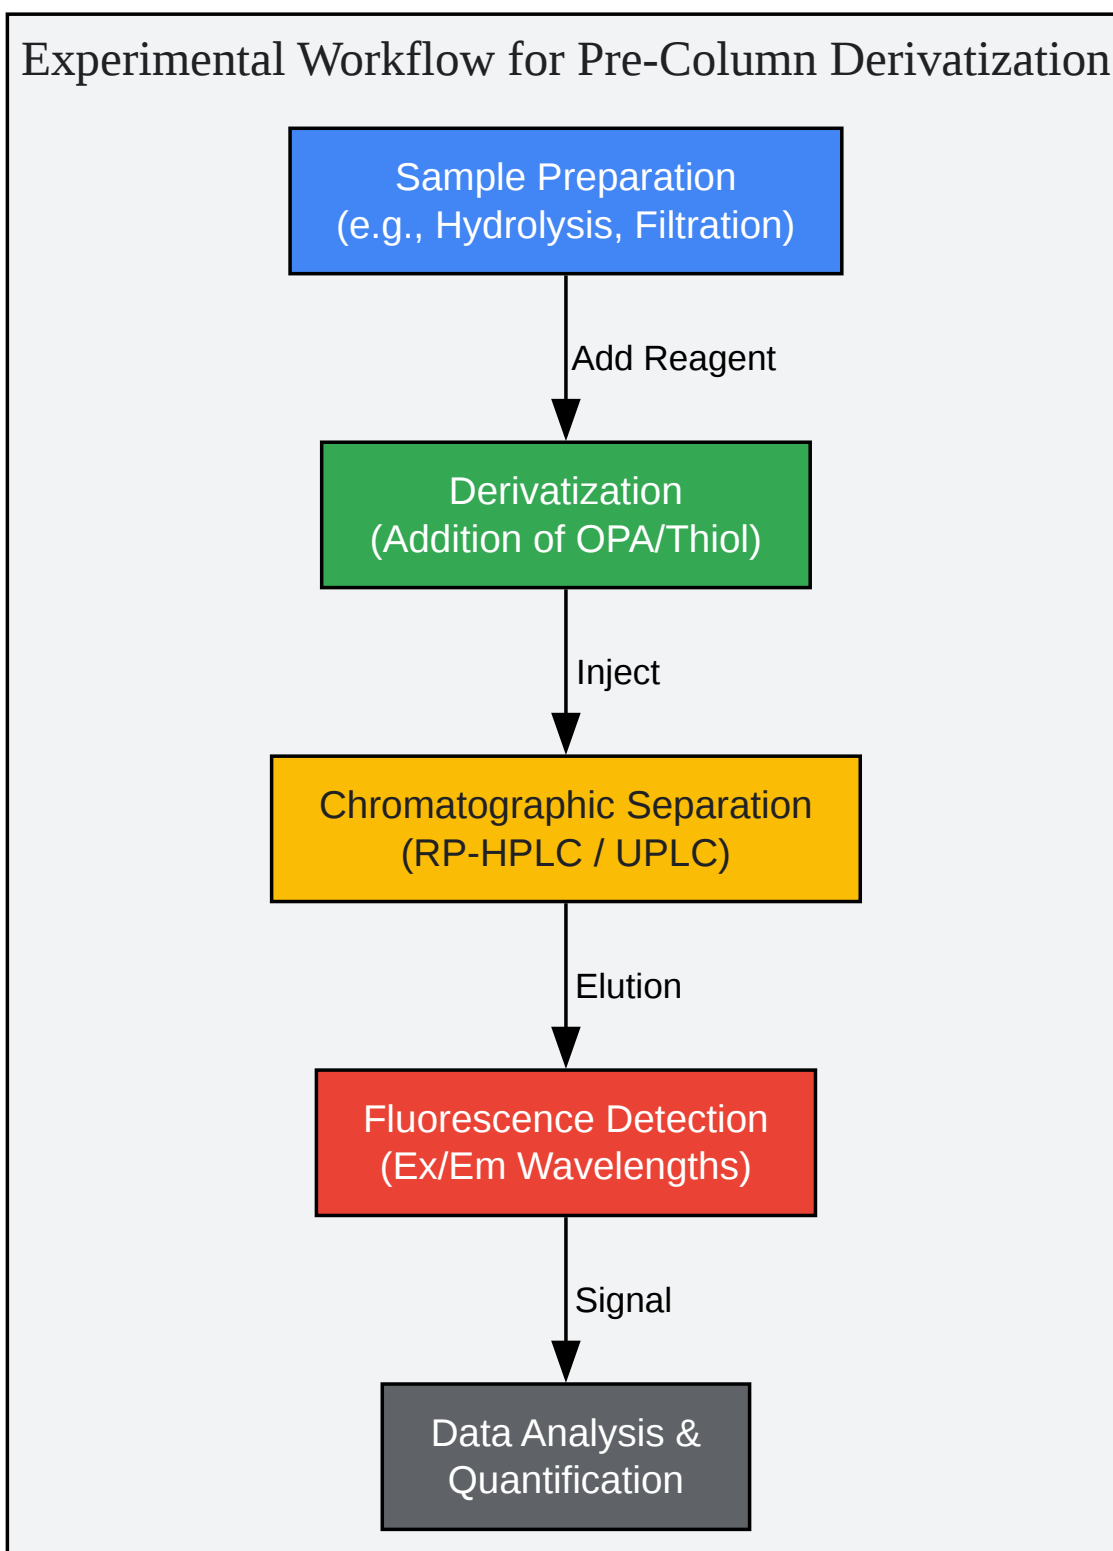 Experimental Workflow for Pre-Column Derivatization
Sample Preparation
(e.g., Hydrolysis, Filtration)
Add Reagent
Derivatization
(Addition of OPA/Thiol)
Inject
Chromatographic Separation
(RP-HPLC / UPLC)
Elution
Fluorescence Detection
(Ex/Em Wavelengths)
Signal
Data Analysis &
Quantification